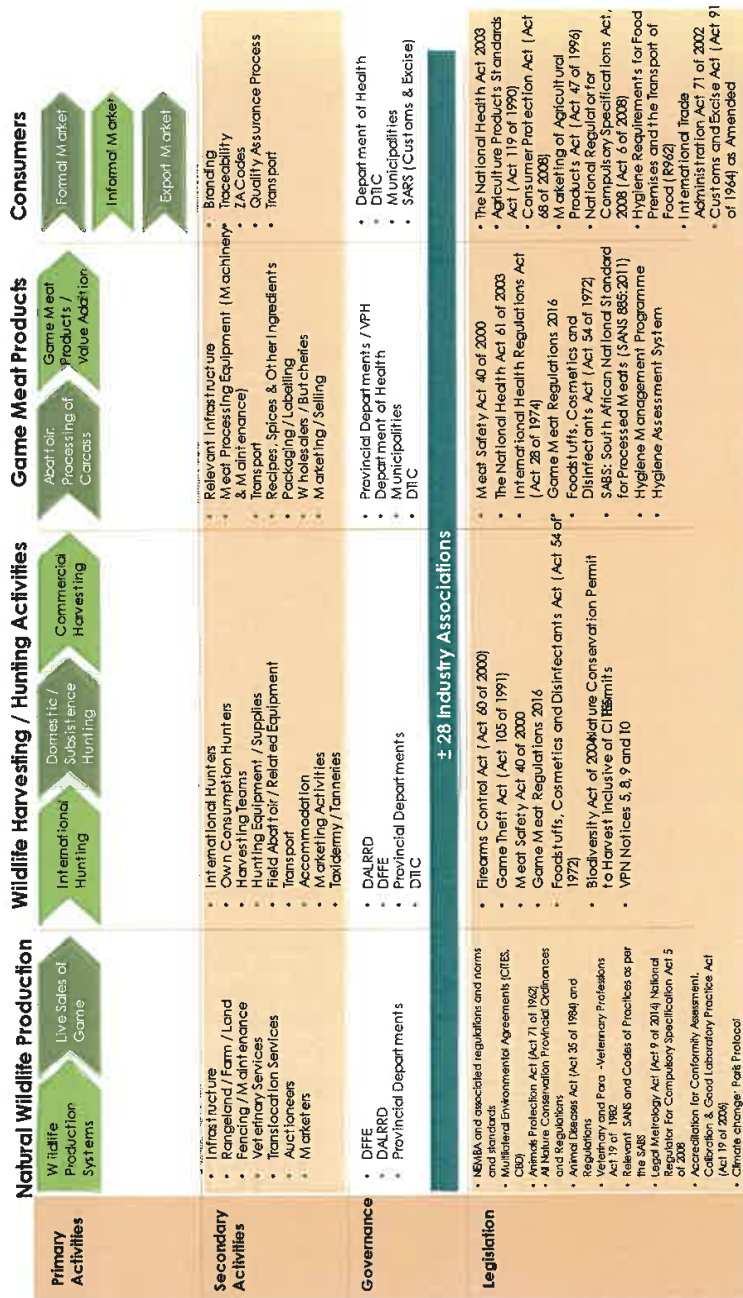 Natural Wildlife Production
Wildlife Harvesting / Hunting Activities
Game Meat Products
Consumers
Primary
Activities
Wildlife
Production
Systems
Live Sales of
Game
International
Hunting
Domestic /
Subsistence
Hunting
Commercial
Harvesting
Abattoir:
Processing of
Carcass
Game Meat
Products /
Value Addition
Formal Market
Informal Market
Export Market
Secondary
Activities
• Infrastructure
• Rangeland / Farm / Land
• Fencing / Maintenance
• Veterinary Services
• Translocation Services
• Auctioneers
• Marketers
• International Hunters
• Own Consumption Hunters
• Harvesting Teams
• Hunting Equipment / Supplies
• Field Abattoir / Related Equipment
• Transport
• Accommodation
• Marketing Activities
• Taxidermy / Tanneries
• Relevant Infrastructure
• Meat Processing Equipment (Machinery
& Maintenance)
• Transport
• Recipes, Spices & Other Ingredients
• Packaging / Labelling
• Wholesalers / Butcheries
• Marketing / Selling
• Branding
• Traceability
• ZA Codes
• Quality Assurance Process
• Transport
Governance
• DFFE
• DALRRD
• Provincial Departments
• DALRRD
• DFFE
• Provincial Departments
• DTIC
• Provincial Departments / VPH
• Department of Health
• Municipalities
• DTIC
• Department of Health
• DTIC
• Municipalities
• SARS (Customs & Excise)
± 28 Industry Associations
Legislation
• NEMBA and associated regulations and norms
and standards
• Multilateral Environmental Agreements (CITES,
CBD)
• Animals Protection Act (Act 71 of 1962)
• All Nature Conservation Provincial Ordinances
and Regulations
• Animal Diseases Act (Act 35 of 1984) and
Regulations
• Veterinary and Para -Veterinary Professions
Act 19 of 1982
• Relevant SANS and Codes of Practices as per
the SABS
• Legal Metrology Act (Act 9 of 2014) National
Regulator For Compulsory Specification Act 5
of 2008
• Accreditation for Conformity Assessment,
Calibration & Good Laboratory Practice Act
(Act 19 of 2006)
• Climate change: Paris Protocol
• Firearms Control Act (Act 60 of 2000)
• Game Theft Act (Act 105 of 1991)
• Meat Safety Act 40 of 2000
• Game Meat Regulations 2016
• Foodstuffs, Cosmetics and Disinfectants Act (Act 54 of
1972)
• Biodiversity Act of 2004 Nature Conservation Permit
to Harvest inclusive of CITES Permits
• VPN Notices 5, 8, 9 and 10
• Meat Safety Act 40 of 2000
• The National Health Act 61 of 2003
• International Health Regulations Act
(Act 28 of 1974)
• Game Meat Regulations 2016
• Foodstuffs, Cosmetics and
Disinfectants Act (Act 54 of 1972)
• SABS: South African National Standard
for Processed Meats (SANS 885:2011)
• Hygiene Management Programme
• Hygiene Assessment System
• The National Health Act 2003
• Agriculture Products Standards
Act (Act 119 of 1990)
• Consumer Protection Act (Act
68 of 2008)
• Marketing of Agricultural
Products Act (Act 47 of 1996)
• National Regulator for
Compulsory Specifications Act,
2008 (Act 6 of 2008)
• Hygiene Requirements for Food
Premises and the Transport of
Food (R962)
• International Trade
Administration Act 71 of 2002
• Customs and Excise Act (Act 91
of 1964) as Amended